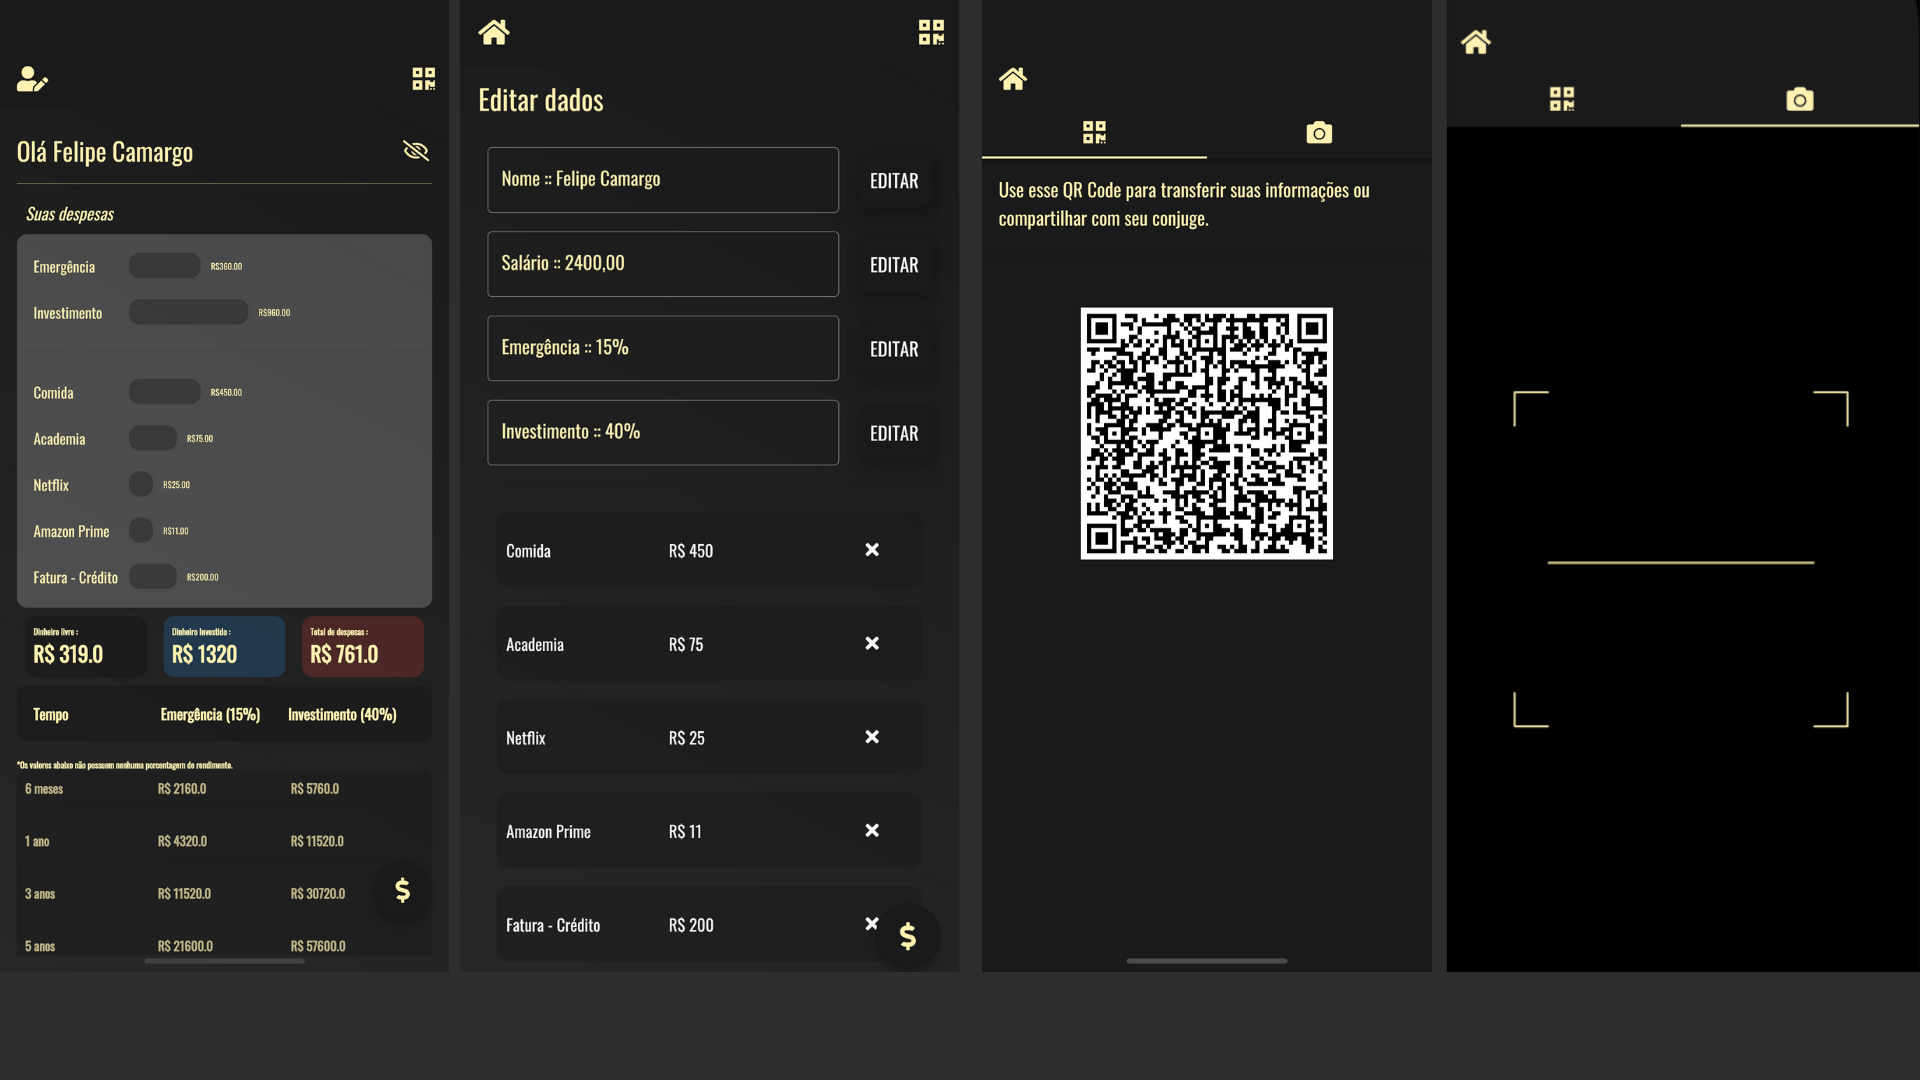 Olá Felipe Camargo
Suas despesas
Emergência R$360.00
Investimento R$960.00
Comida R$450.00
Academia R$75.00
Netflix R$25.00
Amazon Prime R$11.00
Fatura - Crédito R$200.00
Dinheiro livre : Dinheiro Investido : Total de despesas :
R$ 319.0 R$ 1320 R$ 761.0
Tempo Emergência (15%) Investimento (40%)
*Os valores abaixo não possuem nenhuma porcentagem de rendimento.
6 meses R$ 2160.0 R$ 5760.0
1 ano R$ 4320.0 R$ 11520.0
3 anos R$ 11520.0 R$ 30720.0
5 anos R$ 21600.0 R$ 57600.0
$
Editar dados
Nome :: Felipe Camargo EDITAR
Salário :: 2400,00 EDITAR
Emergência :: 15% EDITAR
Investimento :: 40% EDITAR
Comida R$ 450
Academia R$ 75
Netflix R$ 25
Amazon Prime R$ 11
Fatura - Crédito R$ 200
$
Use esse QR Code para transferir suas informações ou
compartilhar com seu conjuge.